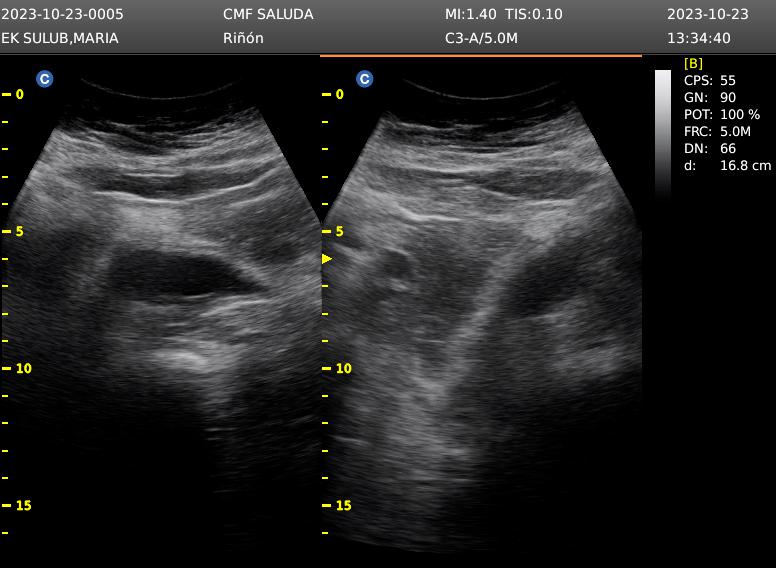 2023-10-23-0005 CMF SALUDA MI:1.40 TIS:0.10 2023-10-23
EK SULUB,MARIA Riñón C3-A/5.0M 13:34:40
C C
[B]
CPS: 55
GN: 90
POT: 100 %
FRC: 5.0M
DN: 66
d: 16.8 cm
0 0
5 5
10 10
15 15